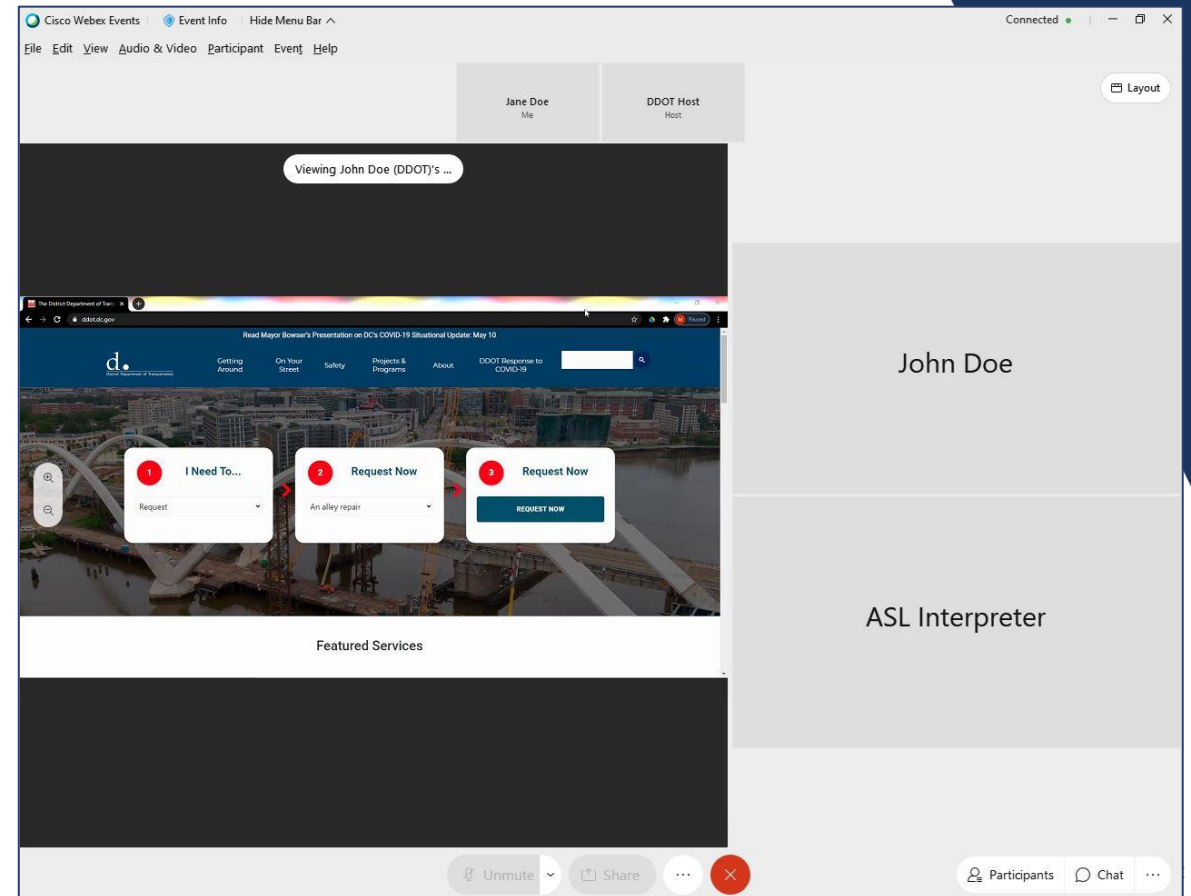 Cisco Webex Events Event Info Hide Menu Bar Connected
File Edit View Audio & Video Participant Event Help
Jane Doe
Me
DDOT Host
Host
Layout
Viewing John Doe (DDOT)'s ...
The District Department of Tran
ddot.dc.gov
Paused
Read Mayor Bowser's Presentation on DC's COVID-19 Situational Update: May 10
d.
District Department of Transportation
Getting
Around
On Your
Street
Safety
Projects &
Programs
About
DDOT Response to
COVID-19
1 I Need To...
Request
2 Request Now
An alley repair
3 Request Now
REQUEST NOW
Featured Services
John Doe
ASL Interpreter
Unmute Share ... Participants Chat ...